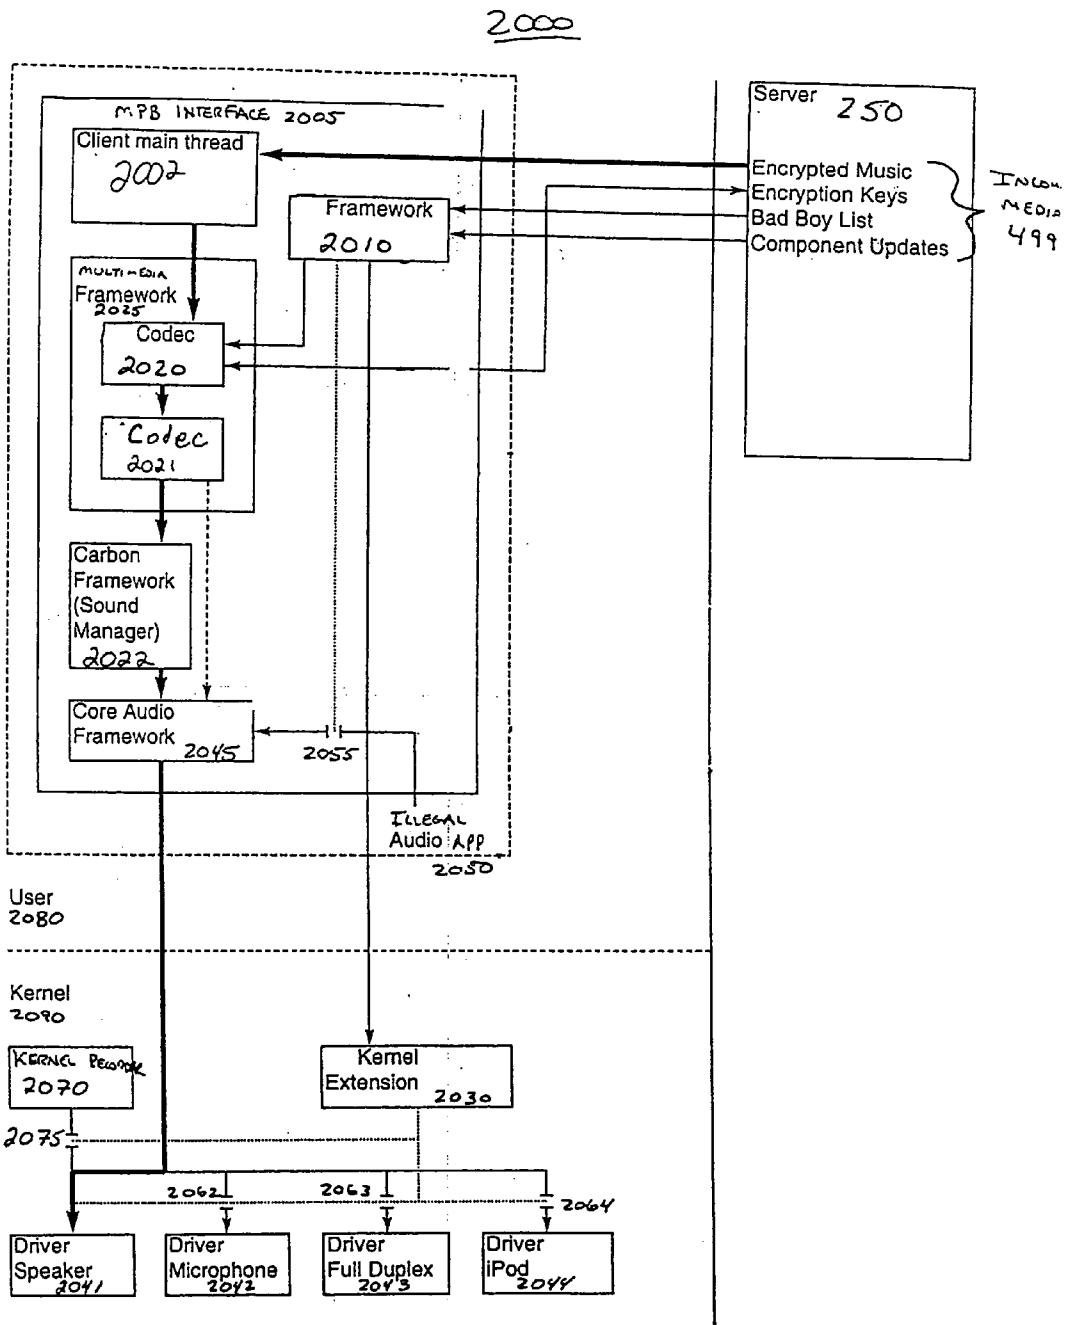 2000
MPB INTERFACE 2005
Client main thread
2002
Framework
2010
MULTIMEDIA
Framework
2025
Codec
2020
Codec
2021
Carbon
Framework
(Sound
Manager)
2022
Core Audio
Framework
2045
2055
ILLEGAL
Audio APP
2050
Server 250
Encrypted Music
Encryption Keys
Bad Boy List
Component Updates
MEDIA
499
User
2080
Kernel
2090
KERNEL
2070
Kernel
Extension
2030
2075
2062
2063
2064
Driver
Speaker
2041
Driver
Microphone
2042
Driver
Full Duplex
2043
Driver
iPod
2044